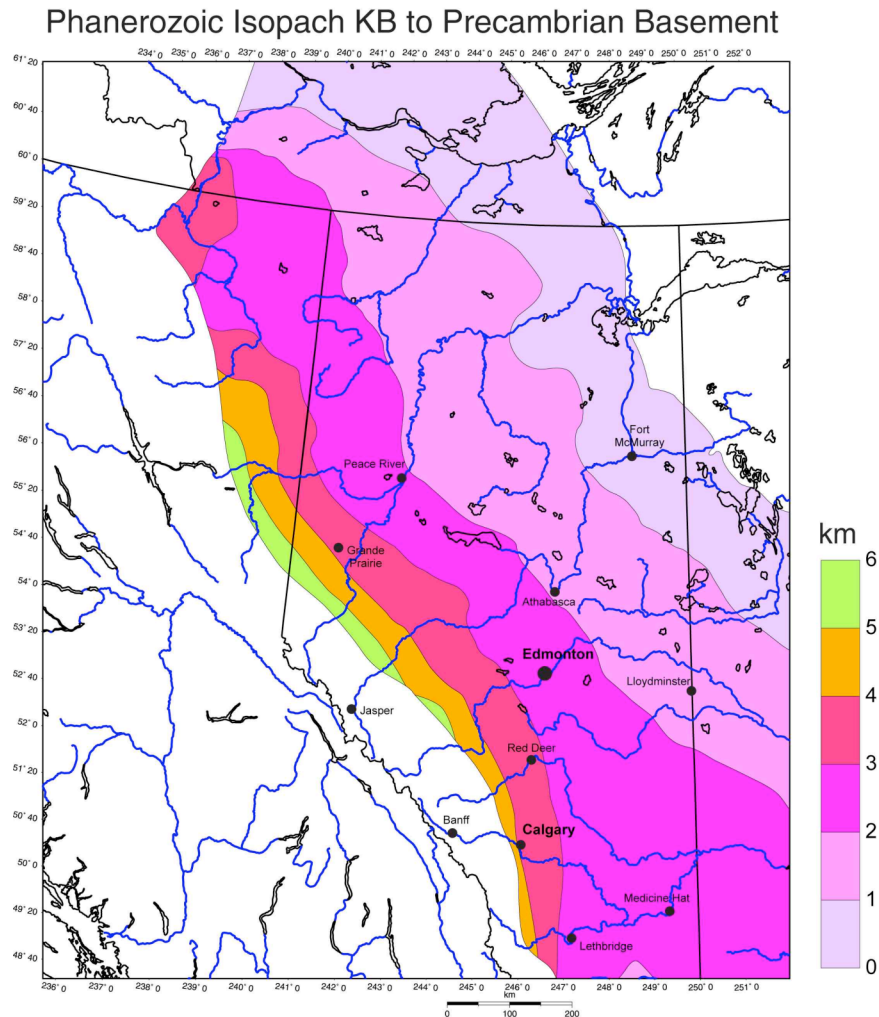 Phanerozoic Isopach KB to Precambrian Basement
234° 0 235° 0 236° 0 237° 0 238° 0 239° 0 240° 0 241° 0 242° 0 243° 0 244° 0 245° 0 246° 0 247° 0 248° 0 249° 0 250° 0 252° 0
61° 20
60° 40
60° 0
59° 20
58° 40
58° 0
57° 20
56° 40
56° 0
55° 20
54° 40
54° 0
53° 20
52° 40
52° 0
51° 20
50° 40
50° 0
49° 20
48° 40
Fort
McMurray
Peace River
Grande
Prairie
Athabasca
Edmonton
Lloydminster
Jasper
Red Deer
Banff
Calgary
Medicine Hat
Lethbridge
km
6
5
4
3
2
1
0
236° 0 237° 0 238° 0 239° 0 240° 0 241° 0 242° 0 243° 0 244° 0 245° 0 246° 0 247° 0 248° 0 249° 0 250° 0 251° 0
km
0 100 200